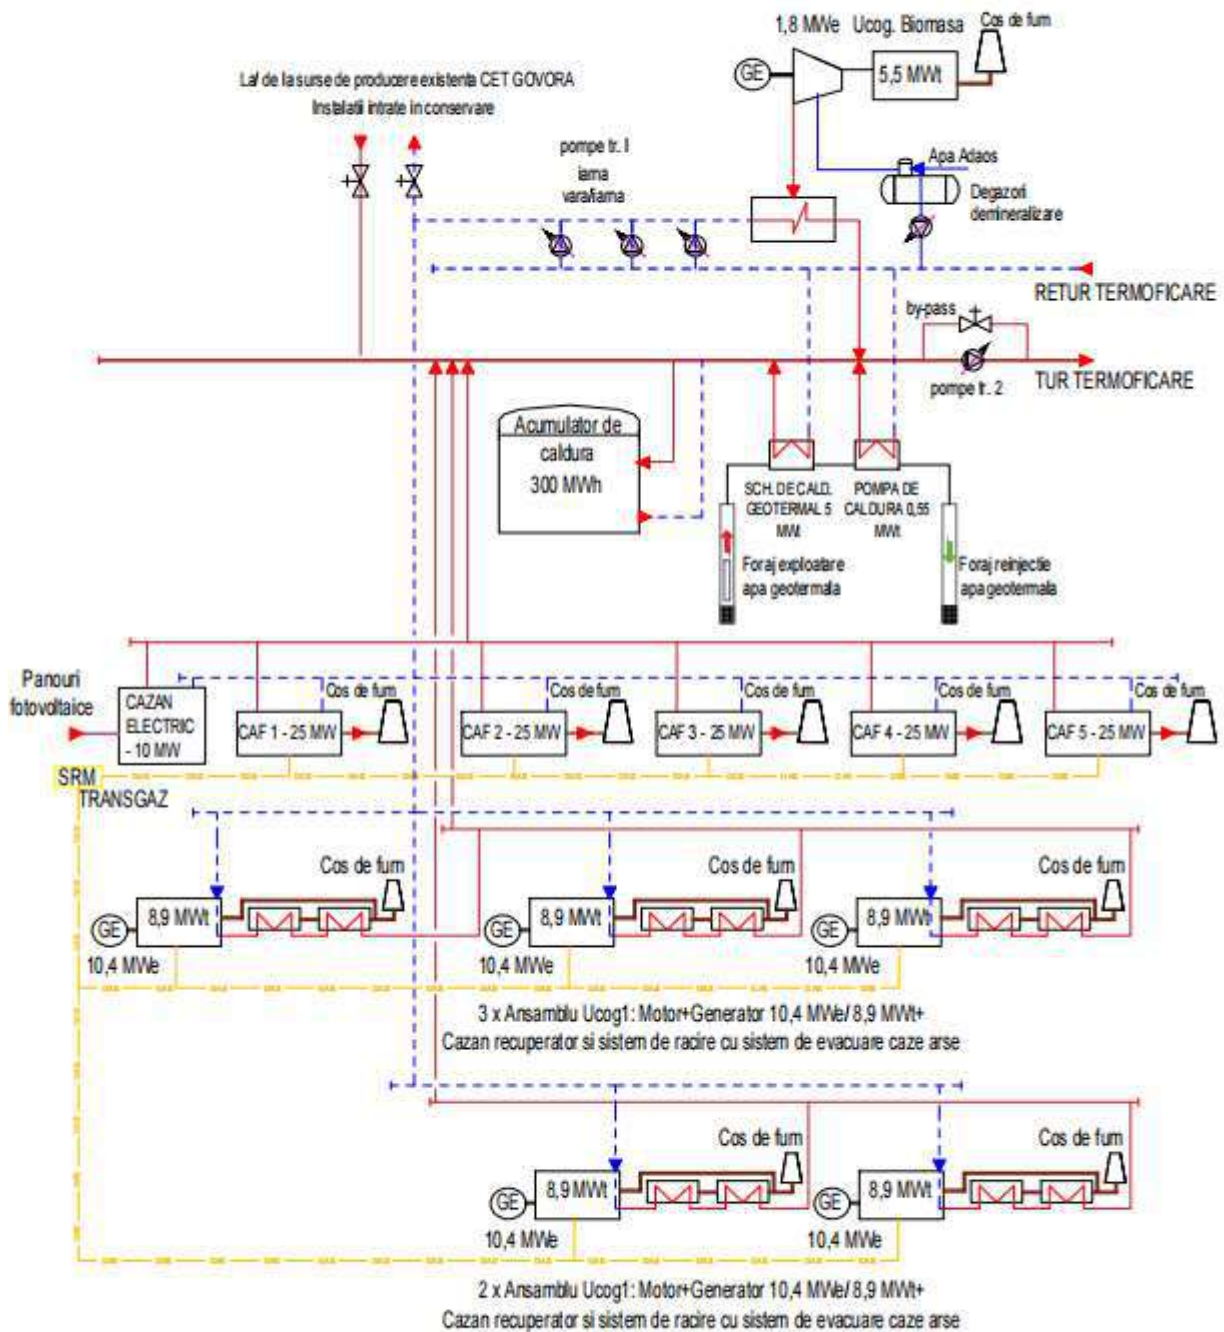 1,8 MWe Ucog. Biomasa
Cos de fum
GE
5,5 MWt
La/ de la surse de producere existenta CET GOVORA
Instalatii intrate in conservare
pompe tr. I
iarna
vara/iarna
Apa Adaos
Degazori
demineralizare
RETUR TERMOFICARE
by-pass
TUR TERMOFICARE
pompe tr. 2
Acumulator de
caldura
300 MWh
SCH. DE CALD.
GEOTERMAL 5
MWt
POMPA DE
CALDURA 0,55
MWt
Foraj exploatare
apa geotermala
Foraj reinjectie
apa geotermala
Panouri
fotovoltaice
CAZAN
ELECTRIC
- 10 MW
Cos de fum
Cos de fum
Cos de fum
Cos de fum
Cos de fum
CAF 1 - 25 MW
CAF 2 - 25 MW
CAF 3 - 25 MW
CAF 4 - 25 MW
CAF 5 - 25 MW
SRM
TRANSGAZ
Cos de fum
Cos de fum
Cos de fum
8,9 MWt
8,9 MWt
8,9 MWt
GE
GE
GE
10,4 MWe
10,4 MWe
10,4 MWe
3 x Ansamblu Ucog1: Motor+Generator 10,4 MWe/ 8,9 MWt+
Cazan recuperator si sistem de racire cu sistem de evacuare caze arse
Cos de fum
Cos de fum
8,9 MWt
8,9 MWt
GE
GE
10,4 MWe
10,4 MWe
2 x Ansamblu Ucog1: Motor+Generator 10,4 MWe/ 8,9 MWt+
Cazan recuperator si sistem de racire cu sistem de evacuare caze arse